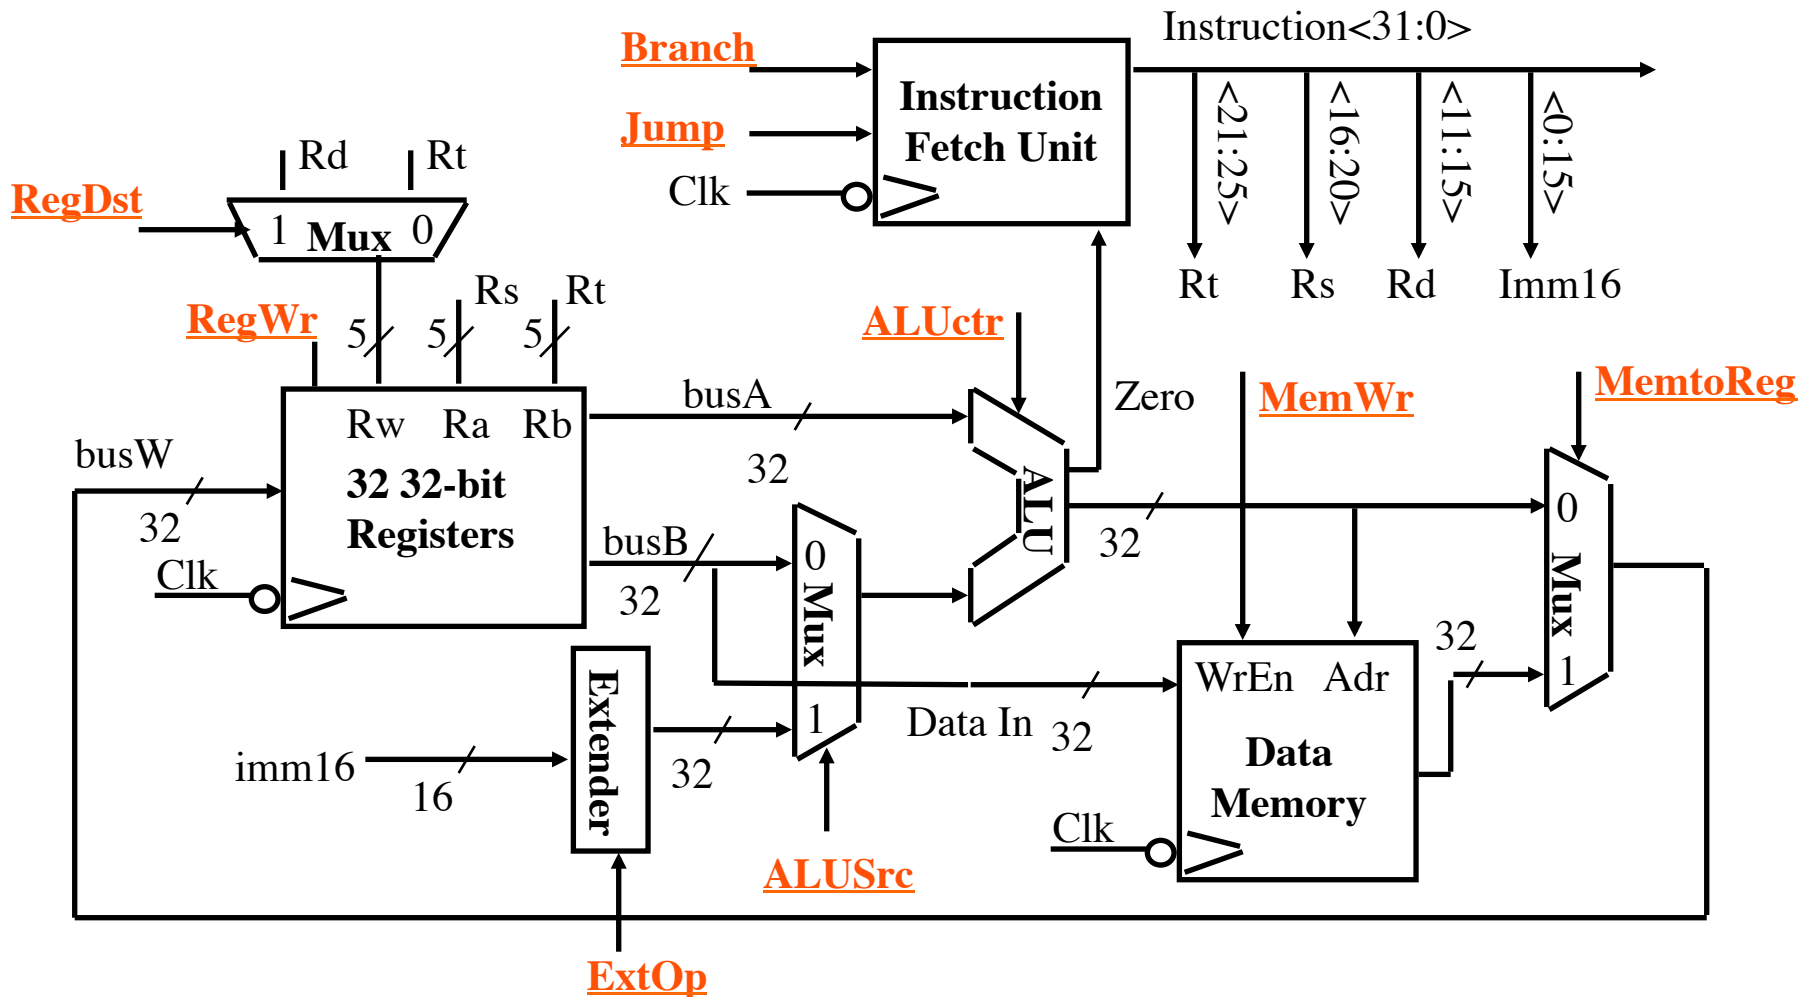 Instruction<31:0>
Branch
Instruction
Fetch Unit
Jump
Clk
<21:25>
<16:20>
<11:15>
<0:15>
Rt
Rs
Rd
Imm16
Rd
Rt
RegDst
1 Mux 0
Rs
Rt
RegWr
5
5
5
ALUctr
Zero
MemWr
MemtoReg
busA
32
Rw Ra Rb
32 32-bit
Registers
busW
32
Clk
busB
32
0
Mux
1
ALU
32
0
Mux
1
32
WrEn Adr
Data
Memory
Clk
Data In
32
Extender
imm16
16
32
ALUSrc
ExtOp